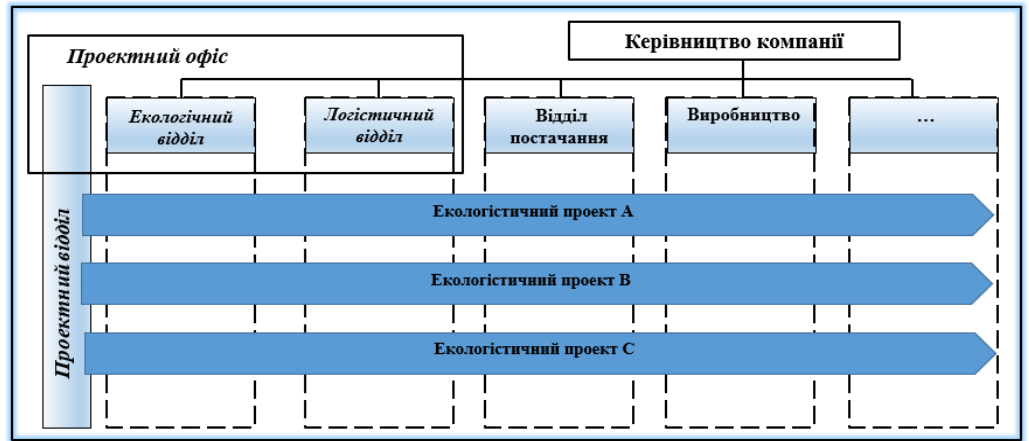 Керівництво компанії
Проектний офіс
Екологічний
відділ
Логістичний
відділ
Відділ
постачання
Виробництво
...
Проектний відділ
Екологістичний проект А
Екологістичний проект В
Екологістичний проект С